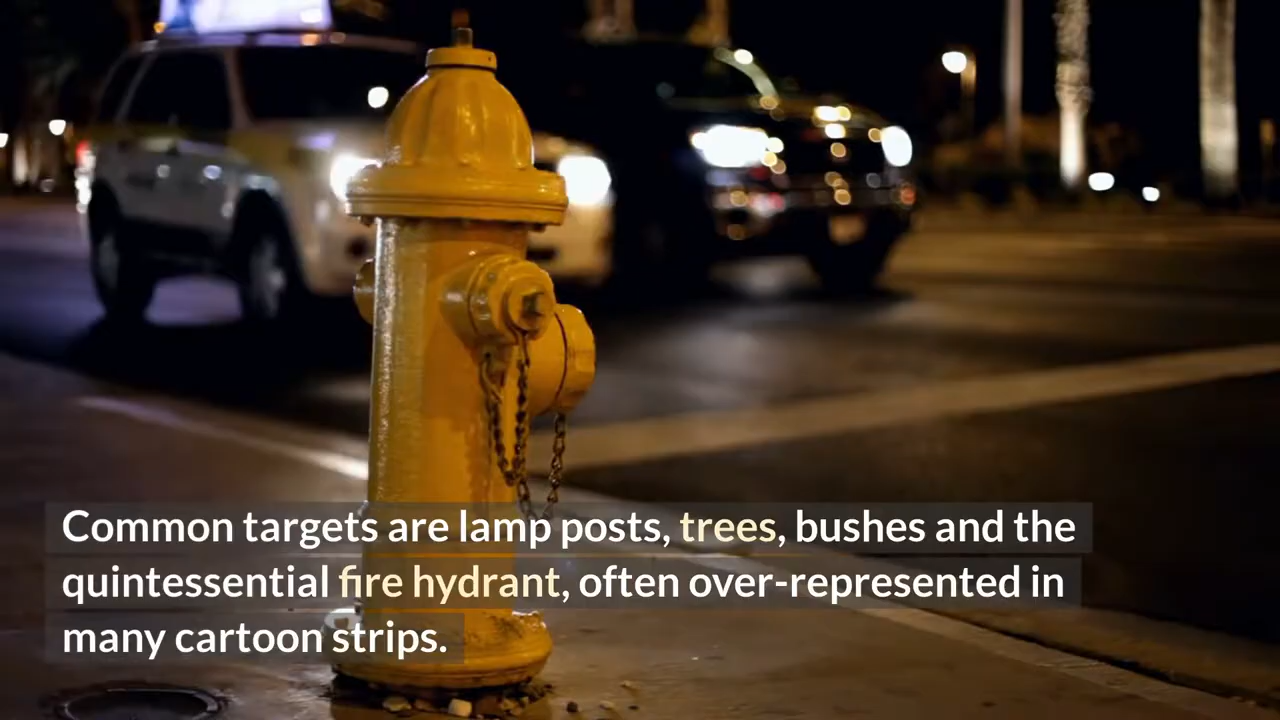 Common targets are lamp posts, trees, bushes and the
quintessential fire hydrant, often over-represented in
many cartoon strips.